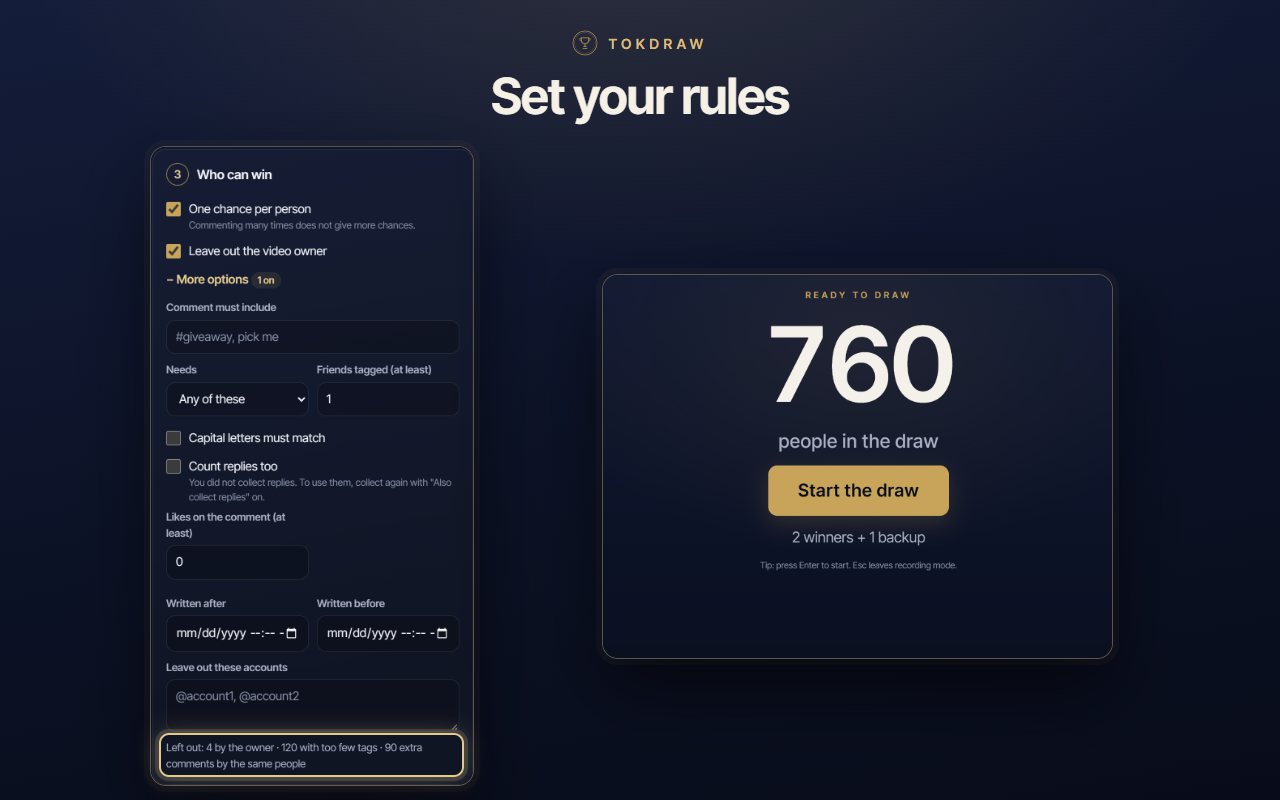 TOKDRAW
Set your rules
3 Who can win
One chance per person
Commenting many times does not give more chances.
Leave out the video owner
– More options 1 on
Comment must include
#giveaway, pick me
Needs
Friends tagged (at least)
Any of these
1
Capital letters must match
Count replies too
You did not collect replies. To use them, collect again with "Also
collect replies" on.
Likes on the comment (at
least)
0
Written after
Written before
mm/dd/yyyy --:-- -
mm/dd/yyyy --:-- -
Leave out these accounts
@account1, @account2
Left out: 4 by the owner · 120 with too few tags · 90 extra
comments by the same people
READY TO DRAW
760
people in the draw
Start the draw
2 winners + 1 backup
Tip: press Enter to start. Esc leaves recording mode.